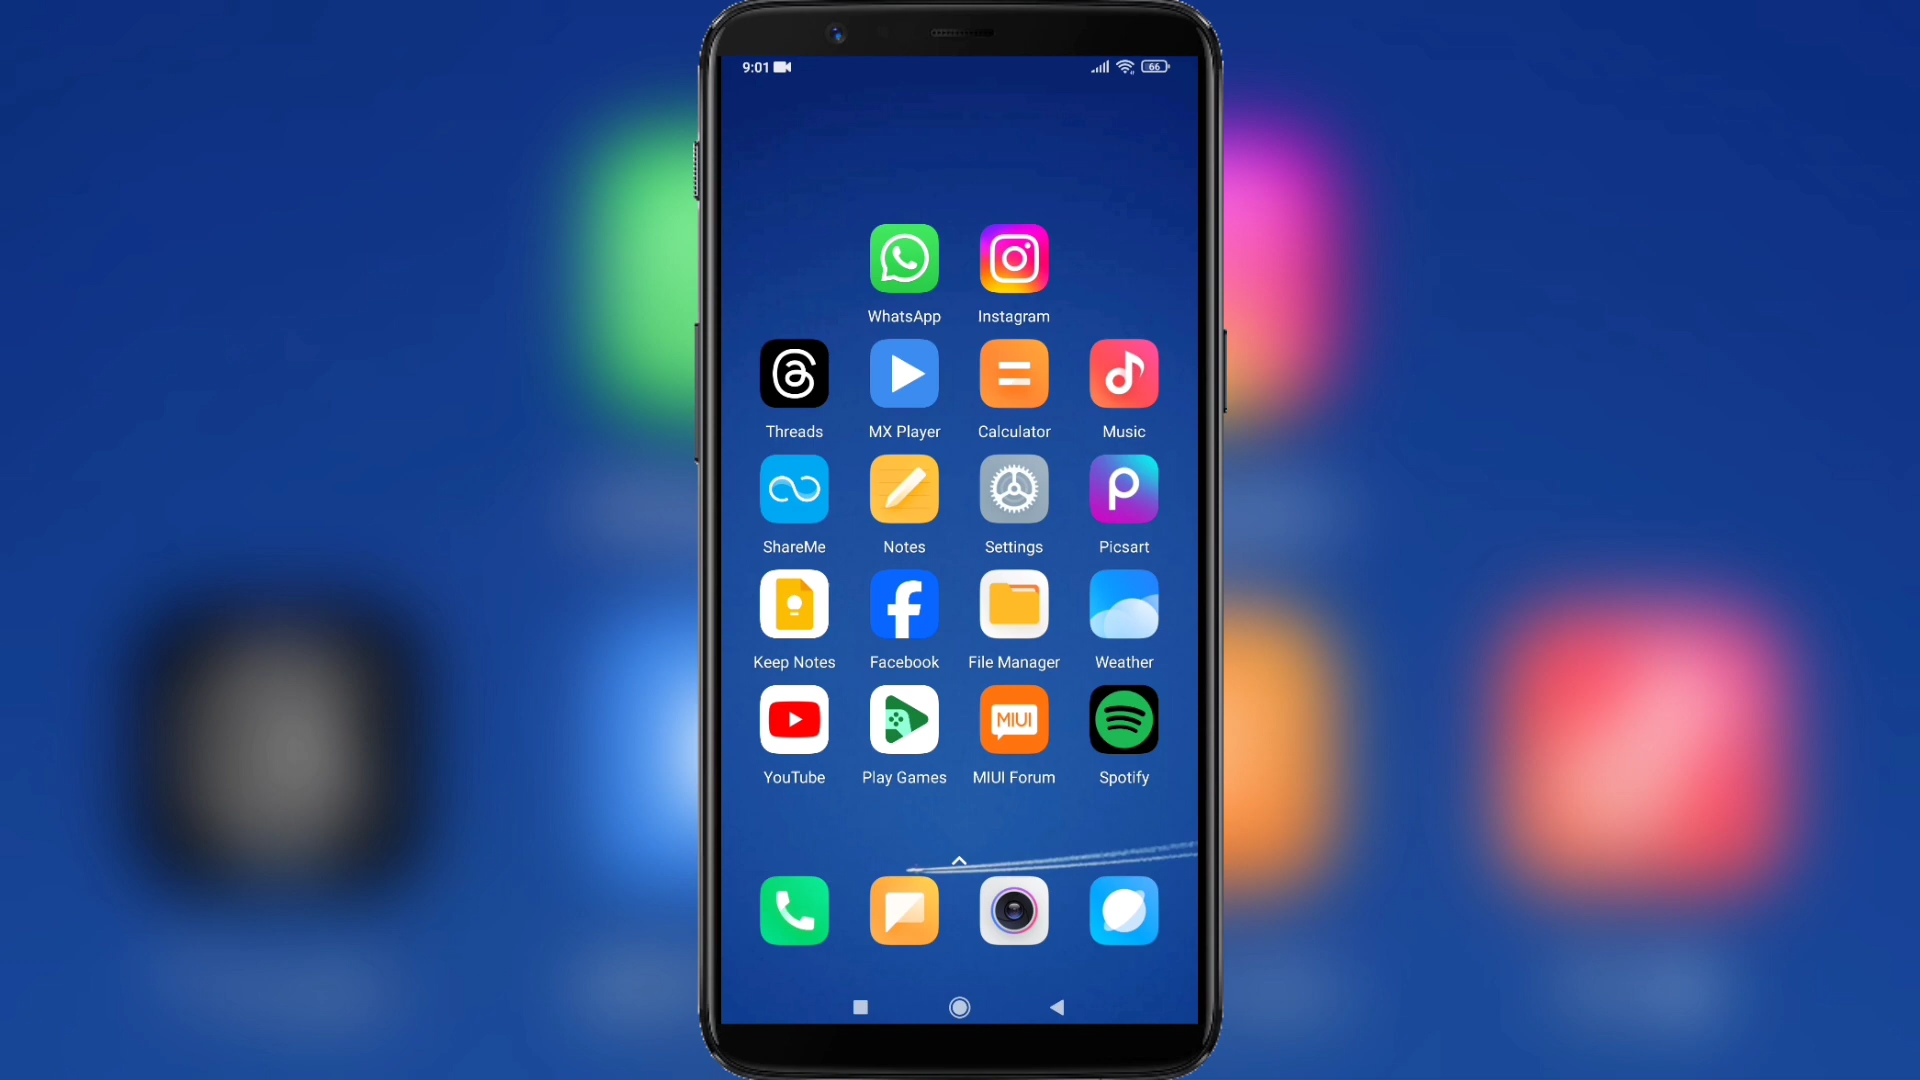 9:01 66
WhatsApp Instagram
Threads MX Player Calculator Music
ShareMe Notes Settings Picsart
Keep Notes Facebook File Manager Weather
MIUI
YouTube Play Games MIUI Forum Spotify